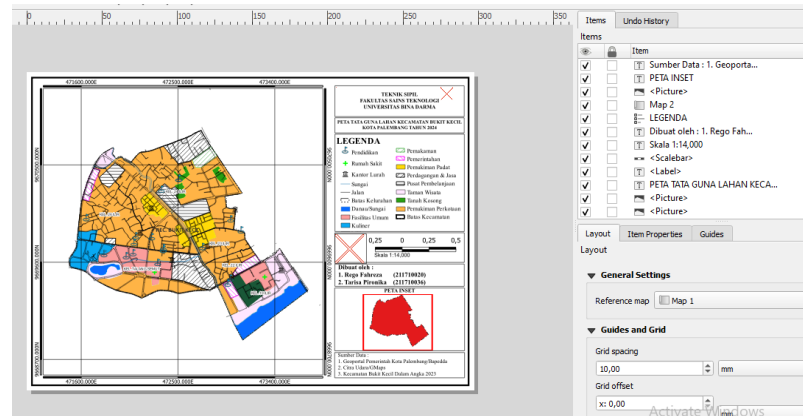 0 50 100 150 200 250 300 350
Items Undo History
Items
Item
Sumber Data : 1. Geoporta...
PETA INSET
<Picture>
Map 2
LEGENDA
Dibuat oleh : 1. Rego Fah...
Skala 1:14,000
<Scalebar>
<Label>
PETA TATA GUNA LAHAN KECA...
<Picture>
<Picture>
Layout Item Properties Guides
Layout
General Settings
Reference map Map 1
Guides and Grid
Grid spacing
10,00 mm
Grid offset
x: 0,00 mm
Activate Windows
471600.000E 472500.000E 473400.000E
TEKNIK SIPIL
FAKULTAS SAINS TEKNOLOGI
UNIVERSITAS BINA DARMA
PETA TATA GUNA LAHAN KECAMATAN BUKIT KECIL
KOTA PALEMBANG TAHUN 2024
LEGENDA
Pendidikan
Rumah Sakit
Kantor Lurah
Sungai
Jalan
Batas Kelurahan
Danau/Sungai
Fasilitas Umum
Kuliner
Pemakaman
Pemerintahan
Pemukiman Padat
Perdagangan & Jasa
Pusat Perbelanjaan
Taman Wisata
Tanah Kosong
Pemukiman Perkotaan
Batas Kecamatan
0,25 0 0,25 0,5
Skala 1:14,000
Dibuat oleh :
1. Rego Fahreza (211710020)
2. Tarisa Pironika (211710036)
PETA INSET
Sumber Data :
1. Geoportal Pemerintah Kota Palembang/Bapedda
2. Citra Udara/GMaps
3. Kecamatan Bukit Kecil Dalam Angka 2023
471600.000E 472500.000E 473400.000E